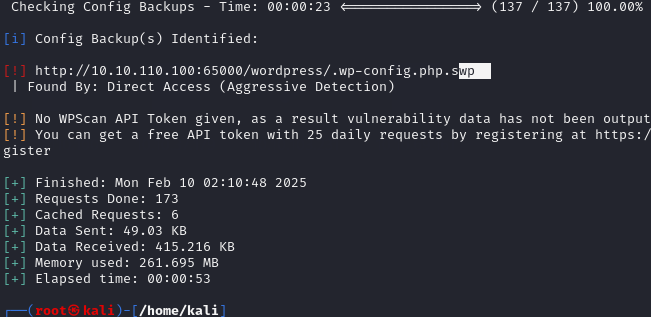 Checking Config Backups - Time: 00:00:23 <================> (137 / 137) 100.00%
[i] Config Backup(s) Identified:
[!] http://10.10.110.100:65000/wordpress/.wp-config.php.swp
| Found By: Direct Access (Aggressive Detection)
[!] No WPScan API Token given, as a result vulnerability data has not been output
[!] You can get a free API token with 25 daily requests by registering at https:/
gister
[+] Finished: Mon Feb 10 02:10:48 2025
[+] Requests Done: 173
[+] Cached Requests: 6
[+] Data Sent: 49.03 KB
[+] Data Received: 415.216 KB
[+] Memory used: 261.695 MB
[+] Elapsed time: 00:00:53
┌──(root㉿kali)-[/home/kali]